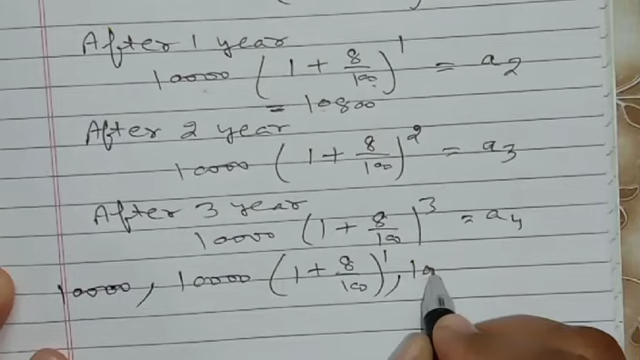 After 1 year
10000 (1 + 8/100)^1 = a2
= 10800
After 2 year
10000 (1 + 8/100)^2 = a3
After 3 year
10000 (1 + 8/100)^3 = a4
10000, 10000 (1 + 8/100)^1, 10